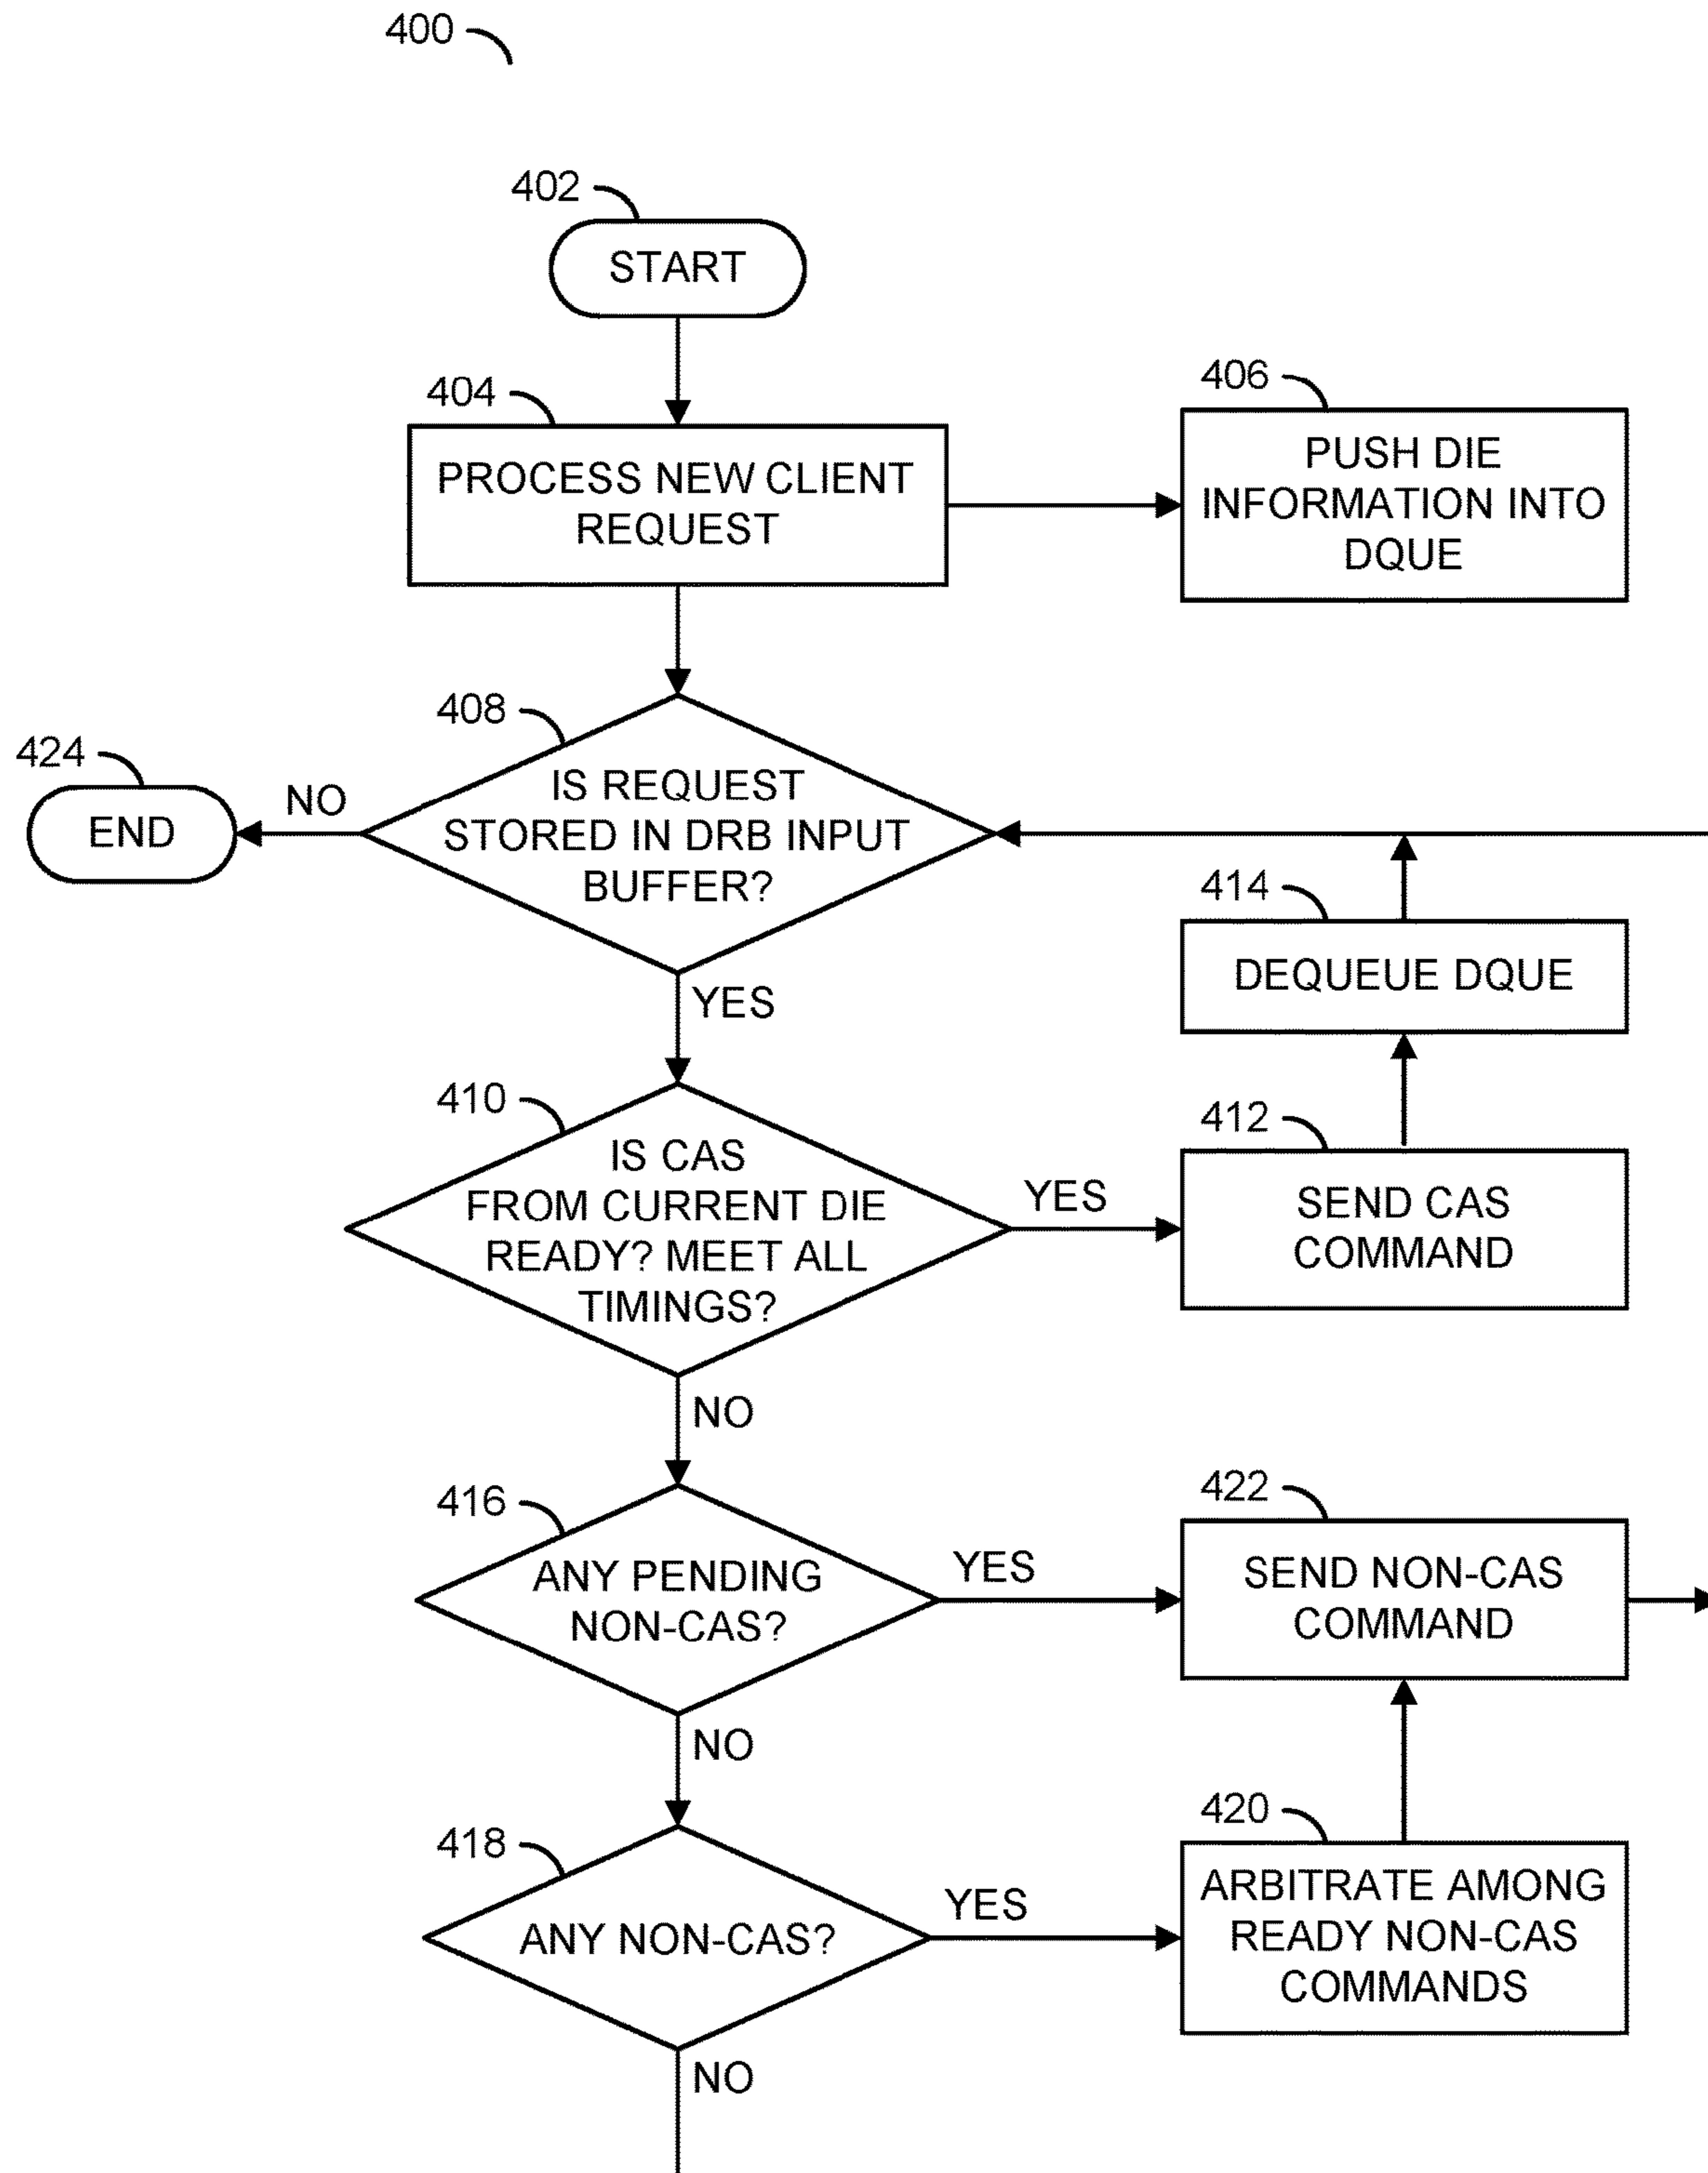 400
402
START
404
PROCESS NEW CLIENT
REQUEST
406
PUSH DIE
INFORMATION INTO
DQUE
408
IS REQUEST
STORED IN DRB INPUT
BUFFER?
424
END
NO
YES
414
DEQUEUE DQUE
410
IS CAS
FROM CURRENT DIE
READY? MEET ALL
TIMINGS?
YES
412
SEND CAS
COMMAND
NO
416
ANY PENDING
NON-CAS?
YES
422
SEND NON-CAS
COMMAND
NO
418
ANY NON-CAS?
YES
420
ARBITRATE AMONG
READY NON-CAS
COMMANDS
NO